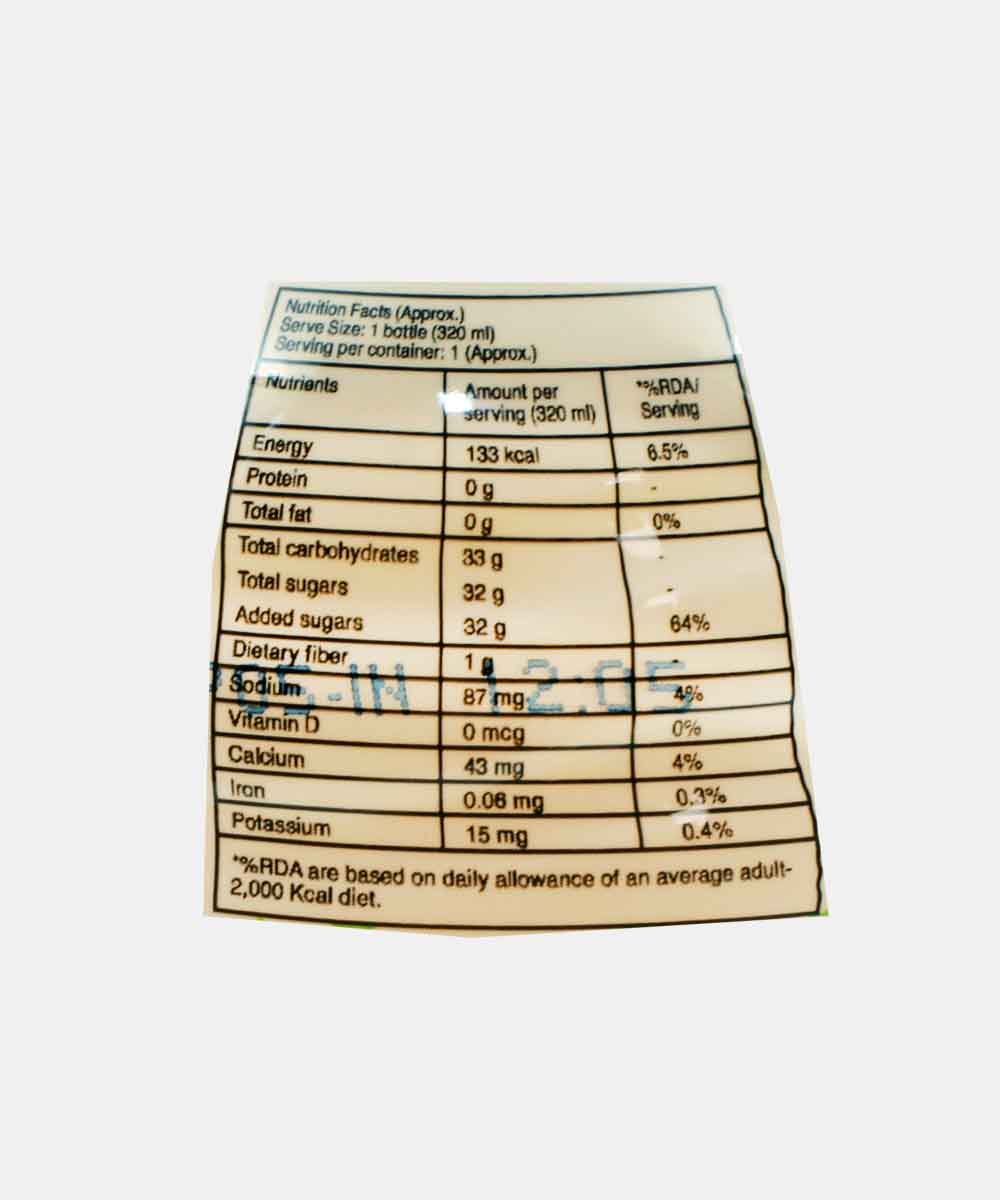 Nutrition Facts (Approx.)
Serve Size: 1 bottle (320 ml)
Serving per container: 1 (Approx.)
Nutrients Amount per serving (320 ml) *%RDA/ Serving
Energy 133 kcal 6.5%
Protein 0 g -
Total fat 0 g 0%
Total carbohydrates 33 g -
Total sugars 32 g -
Added sugars 32 g 64%
Dietary fiber 1 g -
05-IN 12:05
Sodium 87 mg 4%
Vitamin D 0 mcg 0%
Calcium 43 mg 4%
Iron 0.06 mg 0.3%
Potassium 15 mg 0.4%
*%RDA are based on daily allowance of an average adult-
2,000 Kcal diet.